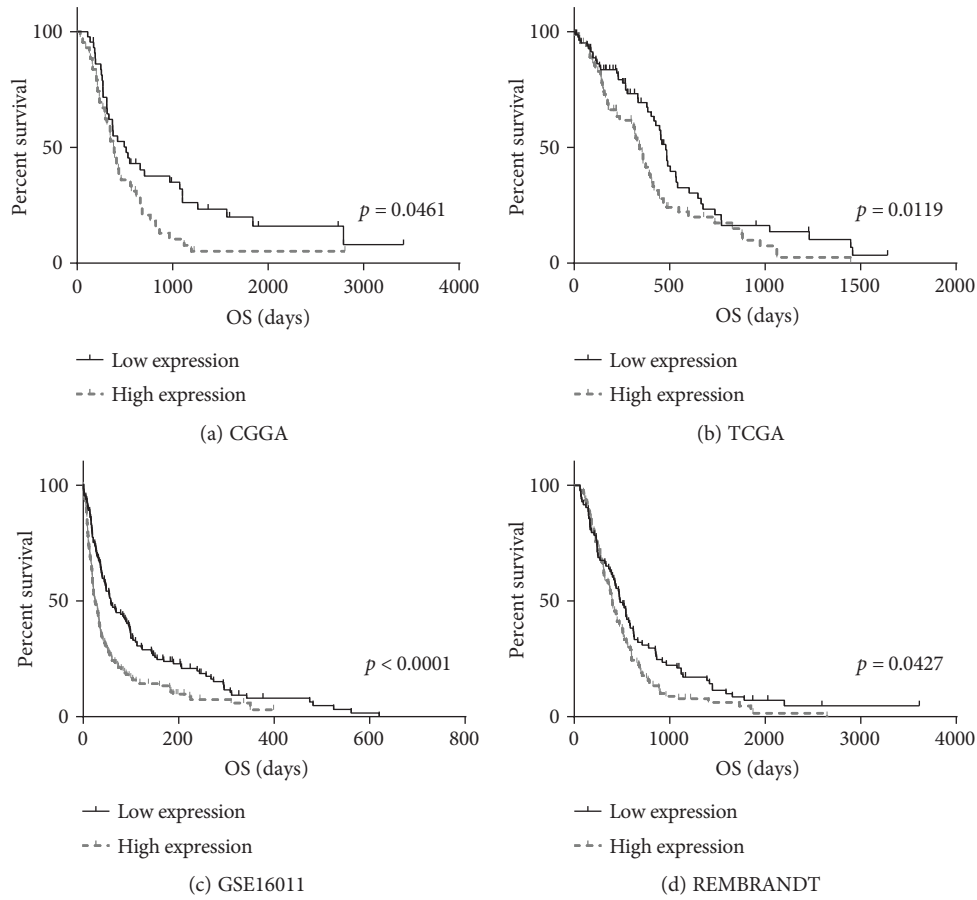 100
50
0
Percent survival
p = 0.0461
0 1000 2000 3000 4000
OS (days)
Low expression
High expression
(a) CGGA
100
50
0
Percent survival
p = 0.0119
0 500 1000 1500 2000
OS (days)
Low expression
High expression
(b) TCGA
100
50
0
Percent survival
p < 0.0001
0 200 400 600 800
OS (days)
Low expression
High expression
(c) GSE16011
100
50
0
Percent survival
p = 0.0427
0 1000 2000 3000 4000
OS (days)
Low expression
High expression
(d) REMBRANDT